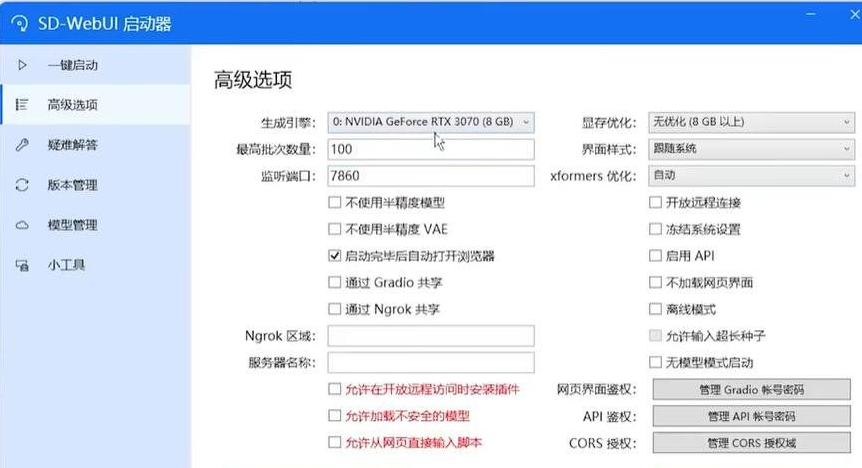 SD-WebUI 启动器
一键启动
高级选项
疑难解答
版本管理
模型管理
小工具
高级选项
生成引擎: 0: NVIDIA GeForce RTX 3070 (8 GB) 显存优化: 无优化 (8 GB 以上)
最高批次数量: 100 界面样式: 跟随系统
监听端口: 7860 xformers 优化: 自动
不使用半精度模型 开放远程连接
不使用半精度 VAE 冻结系统设置
启动完毕后自动打开浏览器 启用 API
通过 Gradio 共享 不加载网页界面
通过 Ngrok 共享 离线模式
Ngrok 区域: 允许输入超长种子
服务器名称: 无模型模式启动
允许在开放远程访问时安装插件 网页界面鉴权: 管理 Gradio 帐号密码
允许加载不安全的模型 API 鉴权: 管理 API 帐号密码
允许从网页直接输入脚本 CORS 授权: 管理 CORS 授权域